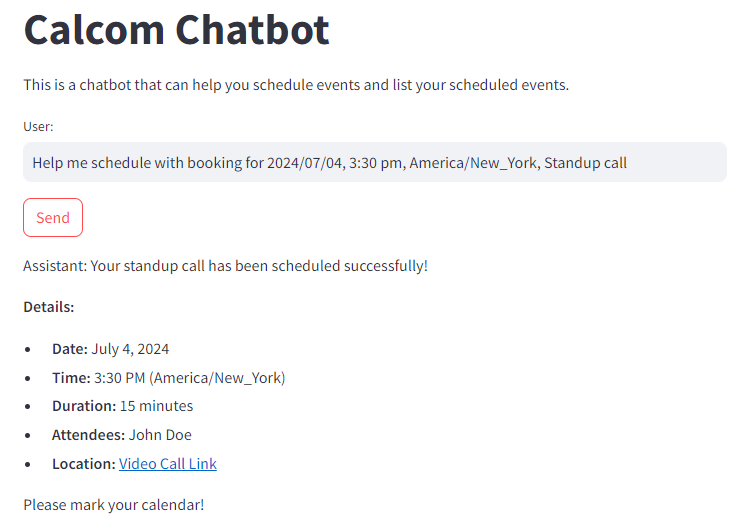 Calcom Chatbot
This is a chatbot that can help you schedule events and list your scheduled events.
User:
Help me schedule with booking for 2024/07/04, 3:30 pm, America/New_York, Standup call
Send
Assistant: Your standup call has been scheduled successfully!
Details:
• Date: July 4, 2024
• Time: 3:30 PM (America/New_York)
• Duration: 15 minutes
• Attendees: John Doe
• Location: Video Call Link
Please mark your calendar!